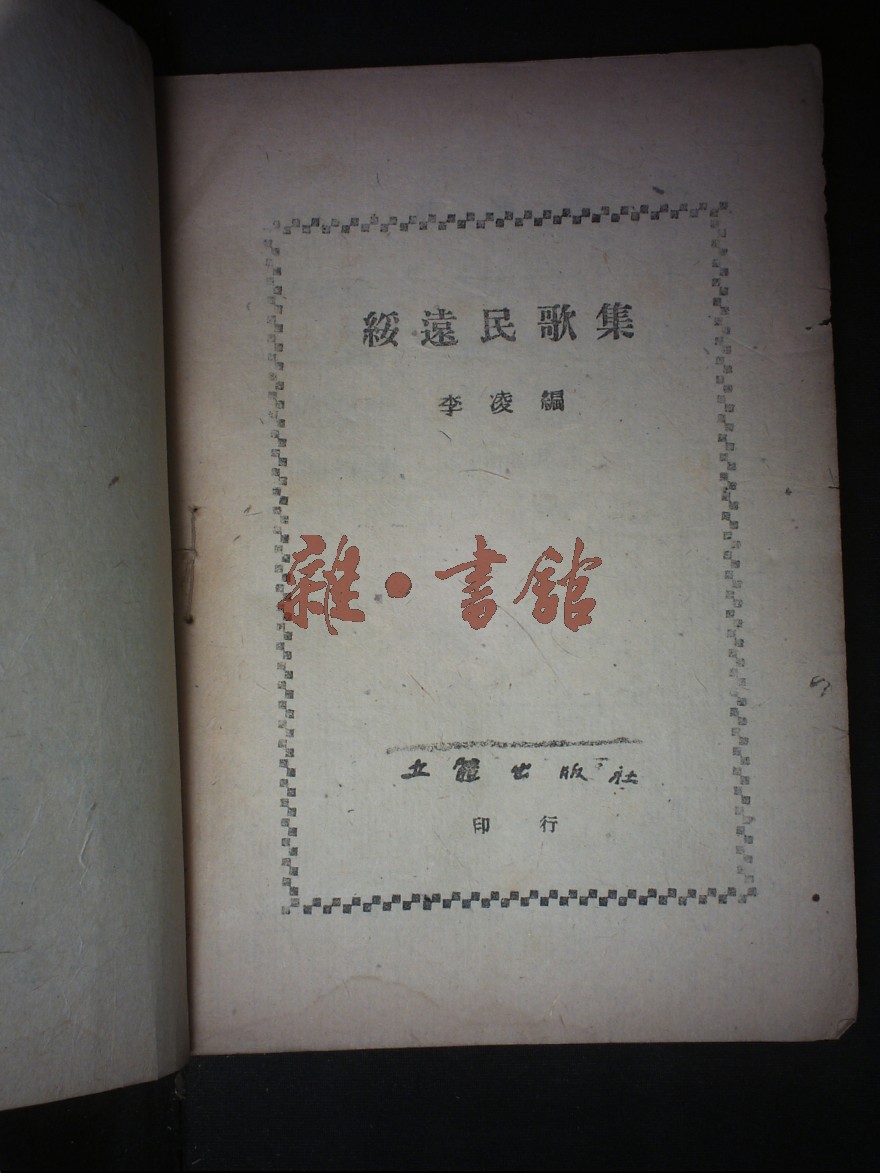 綏遠民歌集
李凌編
雜·書館
立體出版社
印行